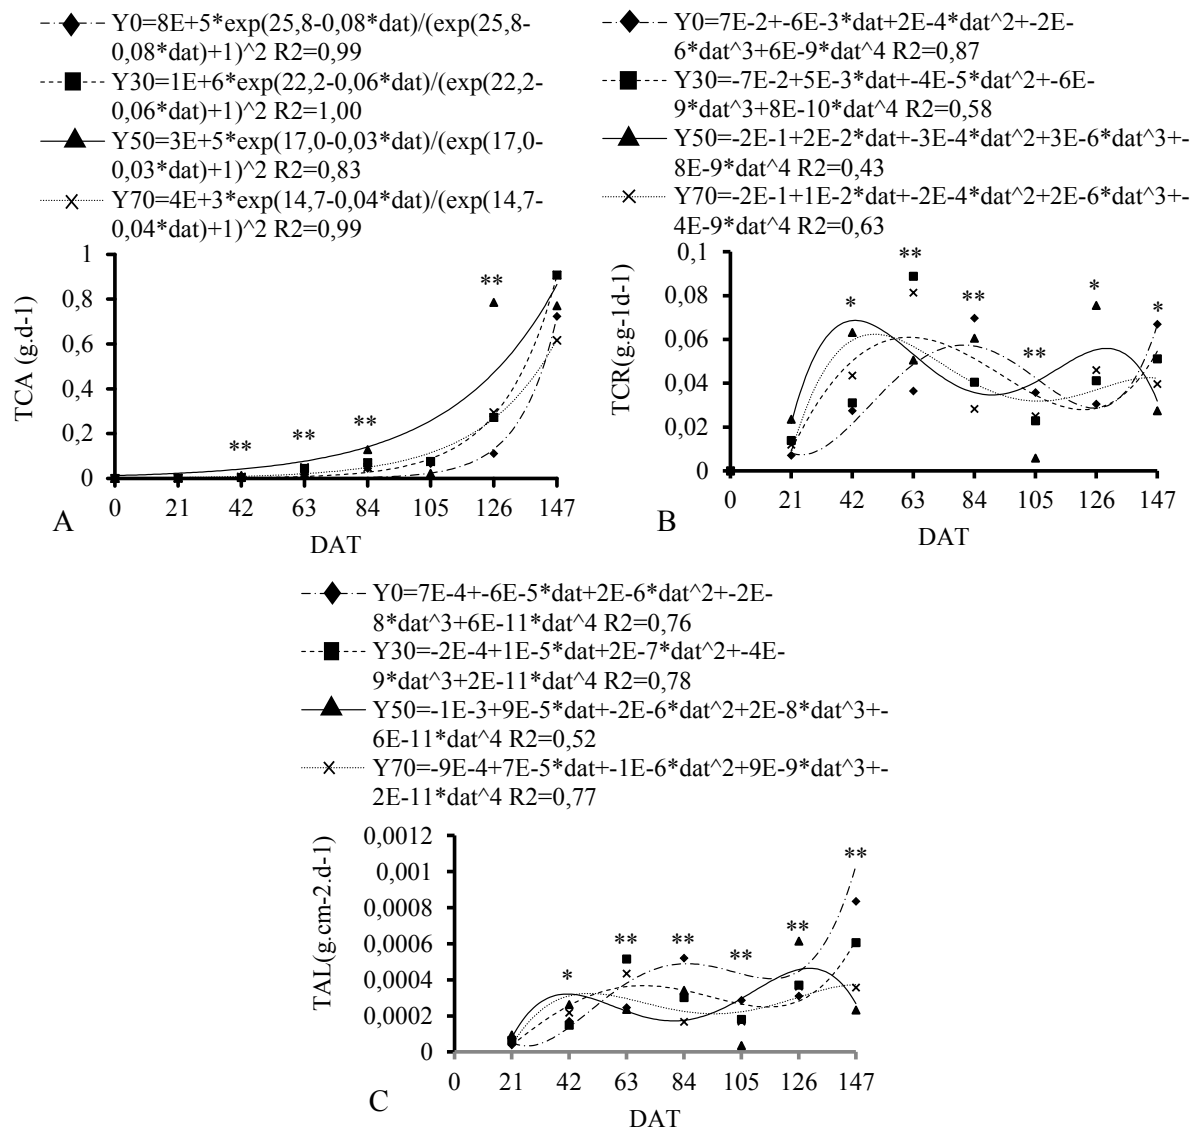 Y0=8E+5*exp(25,8-0,08*dat)/(exp(25,8-
0,08*dat)+1)^2 R2=0,99
Y30=1E+6*exp(22,2-0,06*dat)/(exp(22,2-
0,06*dat)+1)^2 R2=1,00
Y50=3E+5*exp(17,0-0,03*dat)/(exp(17,0-
0,03*dat)+1)^2 R2=0,83
Y70=4E+3*exp(14,7-0,04*dat)/(exp(14,7-
0,04*dat)+1)^2 R2=0,99
TCA (g.d-1)
1
0,8
0,6
0,4
0,2
0
** ** ** **
0 21 42 63 84 105 126 147
A
DAT
Y0=7E-2+-6E-3*dat+2E-4*dat^2+-2E-
6*dat^3+6E-9*dat^4 R2=0,87
Y30=-7E-2+5E-3*dat+-4E-5*dat^2+-6E-
9*dat^3+8E-10*dat^4 R2=0,58
Y50=-2E-1+2E-2*dat+-3E-4*dat^2+3E-6*dat^3+-
8E-9*dat^4 R2=0,43
Y70=-2E-1+1E-2*dat+-2E-4*dat^2+2E-6*dat^3+-
4E-9*dat^4 R2=0,63
TCR(g.g-1d-1)
0,1
0,08
0,06
0,04
0,02
0
* ** ** ** * *
0 21 42 63 84 105 126 147
B
DAT
Y0=7E-4+-6E-5*dat+2E-6*dat^2+-2E-
8*dat^3+6E-11*dat^4 R2=0,76
Y30=-2E-4+1E-5*dat+2E-7*dat^2+-4E-
9*dat^3+2E-11*dat^4 R2=0,78
Y50=-1E-3+9E-5*dat+-2E-6*dat^2+2E-8*dat^3+-
6E-11*dat^4 R2=0,52
Y70=-9E-4+7E-5*dat+-1E-6*dat^2+9E-9*dat^3+-
2E-11*dat^4 R2=0,77
TAL(g.cm-2.d-1)
0,0012
0,001
0,0008
0,0006
0,0004
0,0002
0
* ** ** ** ** **
0 21 42 63 84 105 126 147
C
DAT